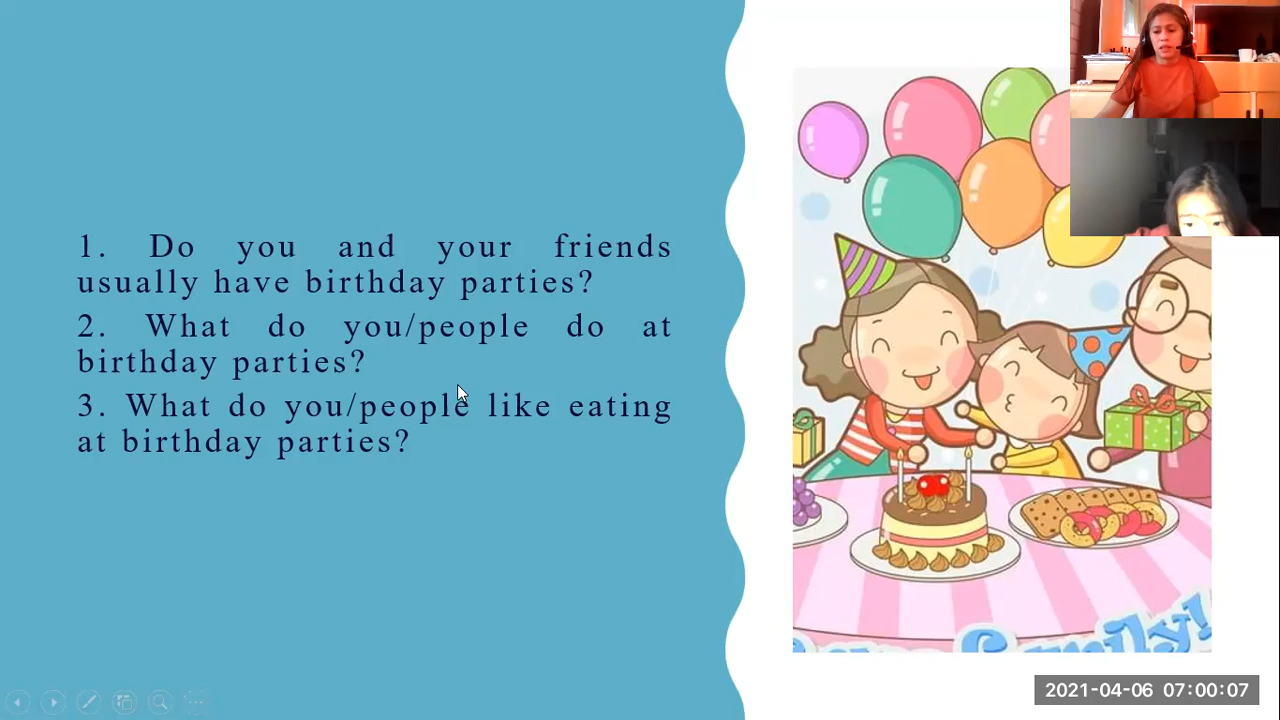 1. Do you and your friends
usually have birthday parties?
2. What do you/people do at
birthday parties?
3. What do you/people like eating
at birthday parties?
Family!
2021-04-06 07:00:07